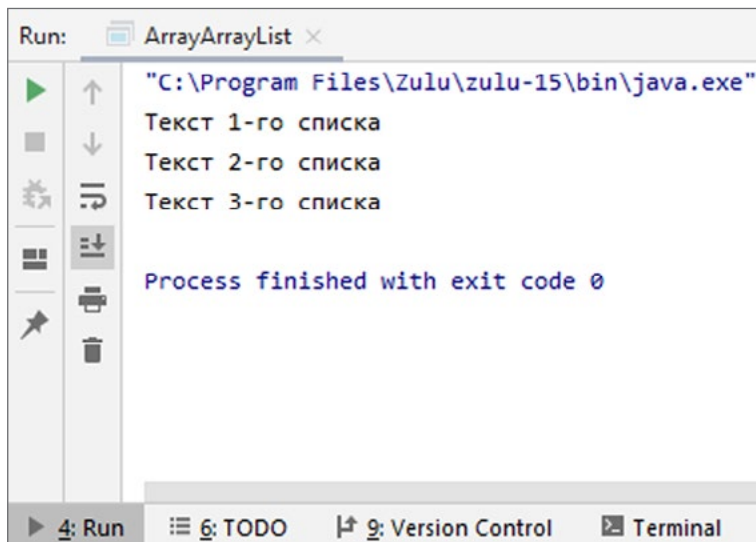 Run: ArrayArrayList
"C:\Program Files\Zulu\zulu-15\bin\java.exe"
Текст 1-го списка
Текст 2-го списка
Текст 3-го списка
Process finished with exit code 0
4: Run 6: TODO 9: Version Control Terminal